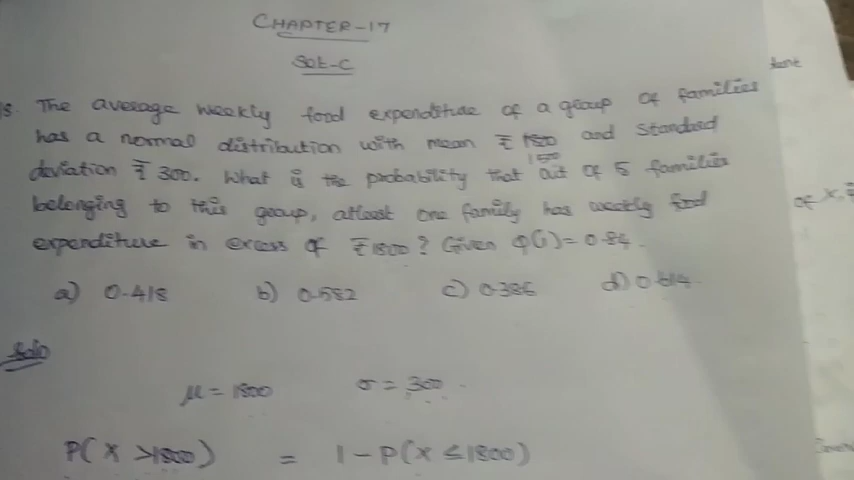 CHAPTER-17
Set-C
The average weekly food expenditure of a group of families
has a normal distribution with mean ₹ 1800 and standard
1500
deviation ₹ 300. What is the probability that out of 5 families
belonging to this group, atleast one family has weekly food
expenditure in excess of ₹ 1800? Given φ(1) = 0.84.
a) 0.418 b) 0.582 c) 0.386 d) 0.614.
Soln
μ = 1800 σ = 300.
P(x > 1800) = 1 - P(x ≤ 1800)
of x,